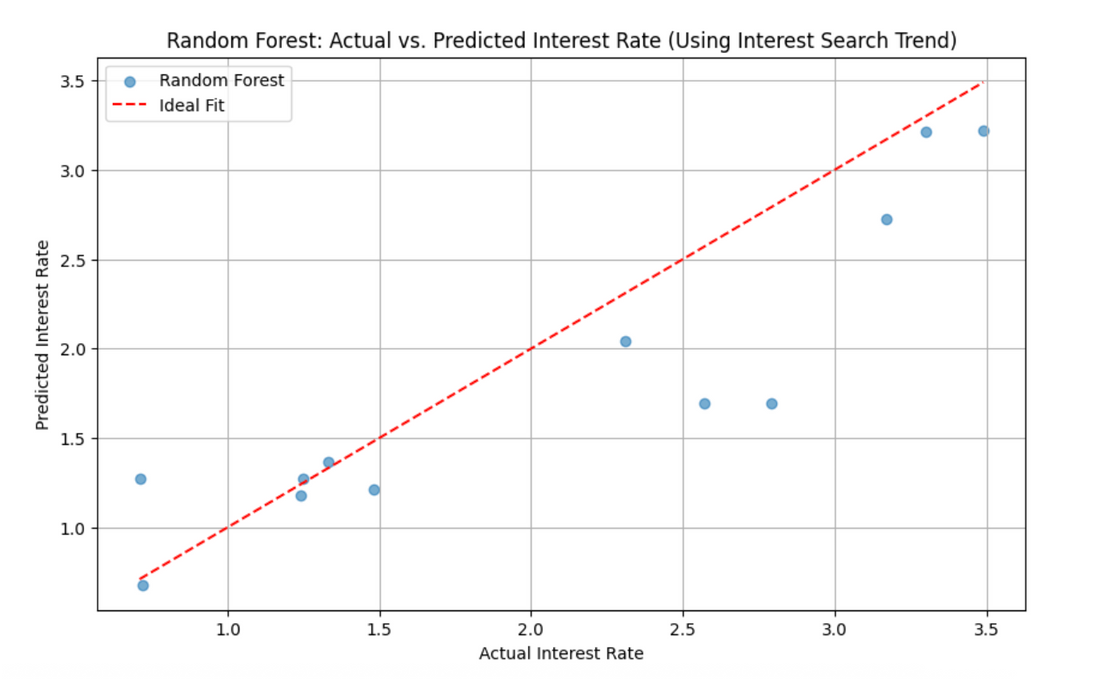 Random Forest: Actual vs. Predicted Interest Rate (Using Interest Search Trend)
Random Forest
Ideal Fit
3.5
3.0
2.5
2.0
1.5
1.0
Predicted Interest Rate
1.0 1.5 2.0 2.5 3.0 3.5
Actual Interest Rate